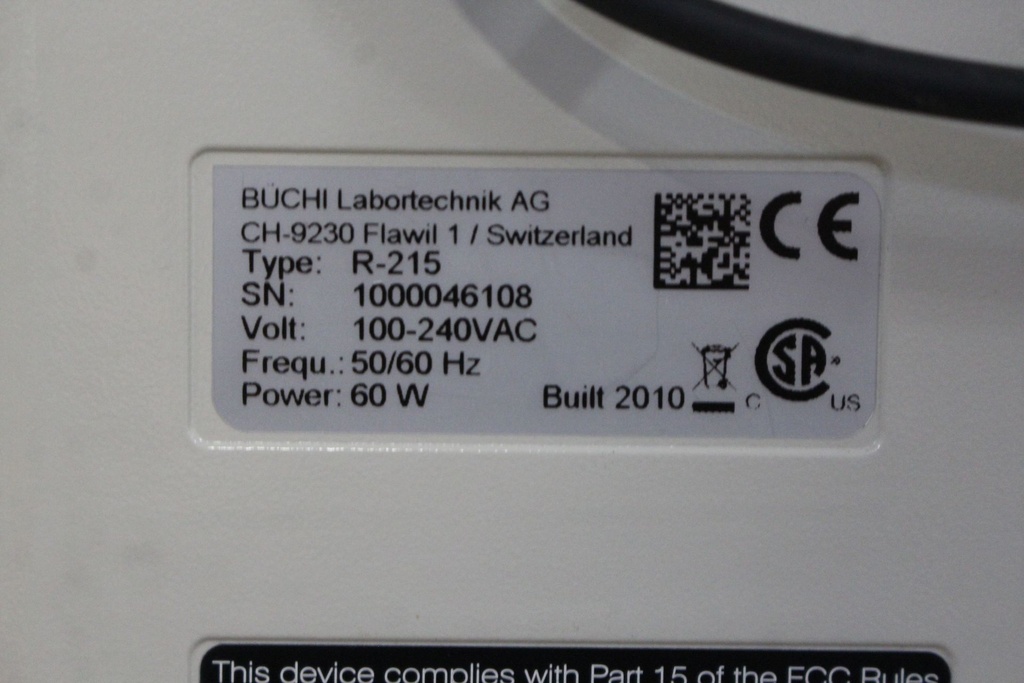 BÜCHI Labortechnik AG
CH-9230 Flawil 1 / Switzerland
Type: R-215
SN: 1000046108
Volt: 100-240VAC
Frequ.: 50/60 Hz
Power: 60 W
Built 2010
CE
C SA US
This device complies with Part 15 of the FCC Rules